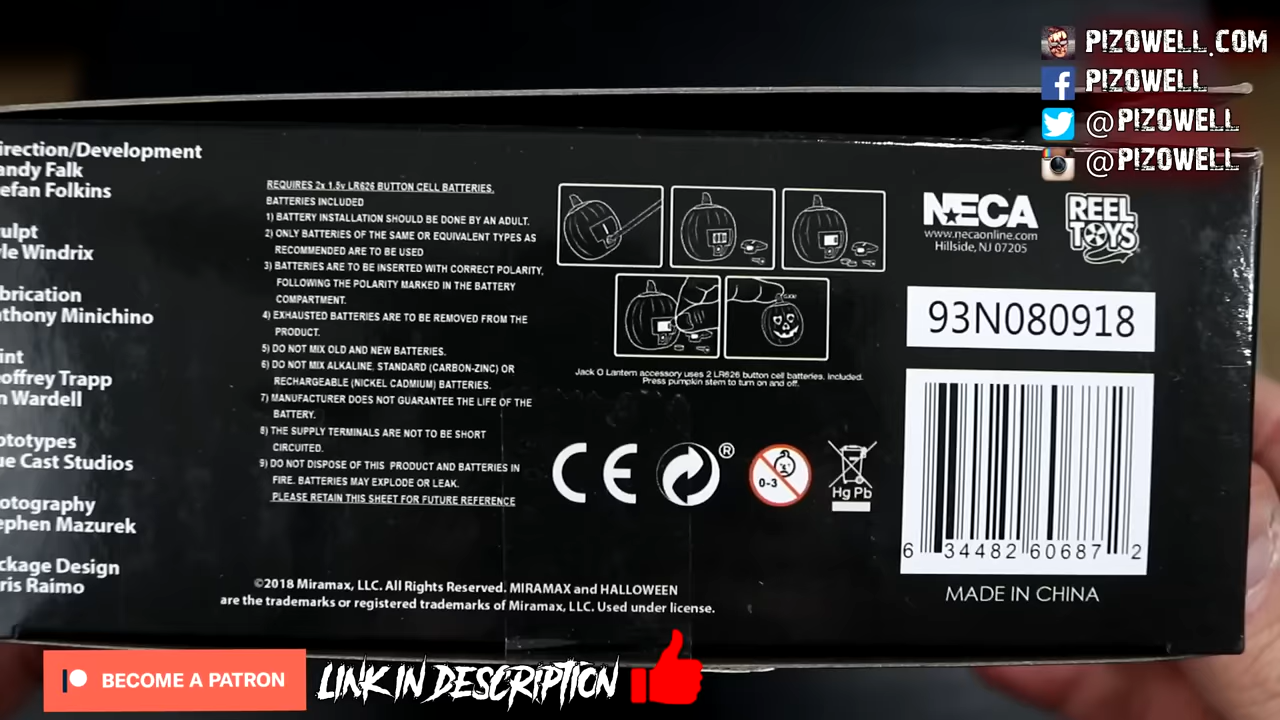 PIZOWELL.COM
f PIZOWELL
@PIZOWELL
@PIZOWELL
irection/Development
andy Falk
efan Folkins
ulpt
le Windrix
brication
thony Minichino
int
offrey Trapp
n Wardell
ototypes
ue Cast Studios
otography
ephen Mazurek
ckage Design
ris Raimo
REQUIRES 2x 1.5v LR626 BUTTON CELL BATTERIES.
BATTERIES INCLUDED
1) BATTERY INSTALLATION SHOULD BE DONE BY AN ADULT.
2) ONLY BATTERIES OF THE SAME OR EQUIVALENT TYPES AS
RECOMMENDED ARE TO BE USED
3) BATTERIES ARE TO BE INSERTED WITH CORRECT POLARITY,
FOLLOWING THE POLARITY MARKED IN THE BATTERY
COMPARTMENT.
4) EXHAUSTED BATTERIES ARE TO BE REMOVED FROM THE
PRODUCT.
5) DO NOT MIX OLD AND NEW BATTERIES.
6) DO NOT MIX ALKALINE, STANDARD (CARBON-ZINC) OR
RECHARGEABLE (NICKEL CADMIUM) BATTERIES.
7) MANUFACTURER DOES NOT GUARANTEE THE LIFE OF THE
BATTERY.
8) THE SUPPLY TERMINALS ARE NOT TO BE SHORT
CIRCUITED.
9) DO NOT DISPOSE OF THIS PRODUCT AND BATTERIES IN
FIRE. BATTERIES MAY EXPLODE OR LEAK.
PLEASE RETAIN THIS SHEET FOR FUTURE REFERENCE
Jack O Lantern accessory uses 2 LR626 button cell batteries, included.
Press pumpkin stem to turn on and off.
CE
®
0-3
Hg Pb
NECA
www.necaonline.com
Hillside, NJ 07205
REEL
TOYS
93N080918
6 34482 60687 2
MADE IN CHINA
©2018 Miramax, LLC. All Rights Reserved. MIRAMAX and HALLOWEEN
are the trademarks or registered trademarks of Miramax, LLC. Used under license.
BECOME A PATRON
LINK IN DESCRIPTION